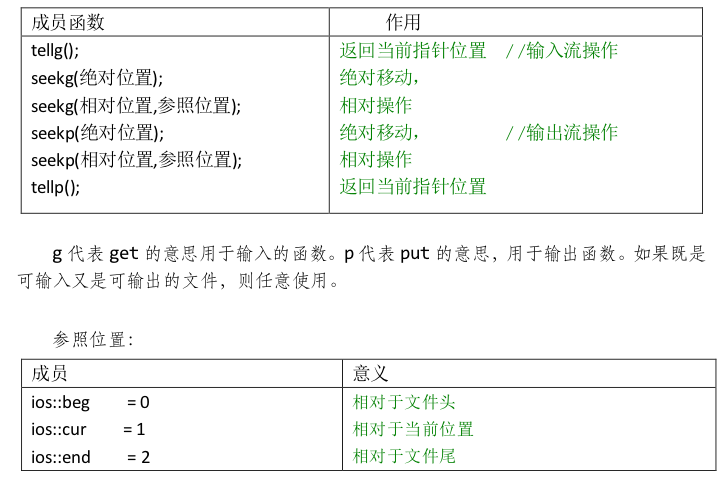 成员函数 作用
tellg(); 返回当前指针位置 //输入流操作
seekg(绝对位置); 绝对移动,
seekg(相对位置,参照位置); 相对操作
seekp(绝对位置); 绝对移动, //输出流操作
seekp(相对位置,参照位置); 相对操作
tellp(); 返回当前指针位置
g 代表 get 的意思用于输入的函数。p 代表 put 的意思，用于输出函数。如果既是
可输入又是可输出的文件，则任意使用。
参照位置：
成员 意义
ios::beg = 0 相对于文件头
ios::cur = 1 相对于当前位置
ios::end = 2 相对于文件尾